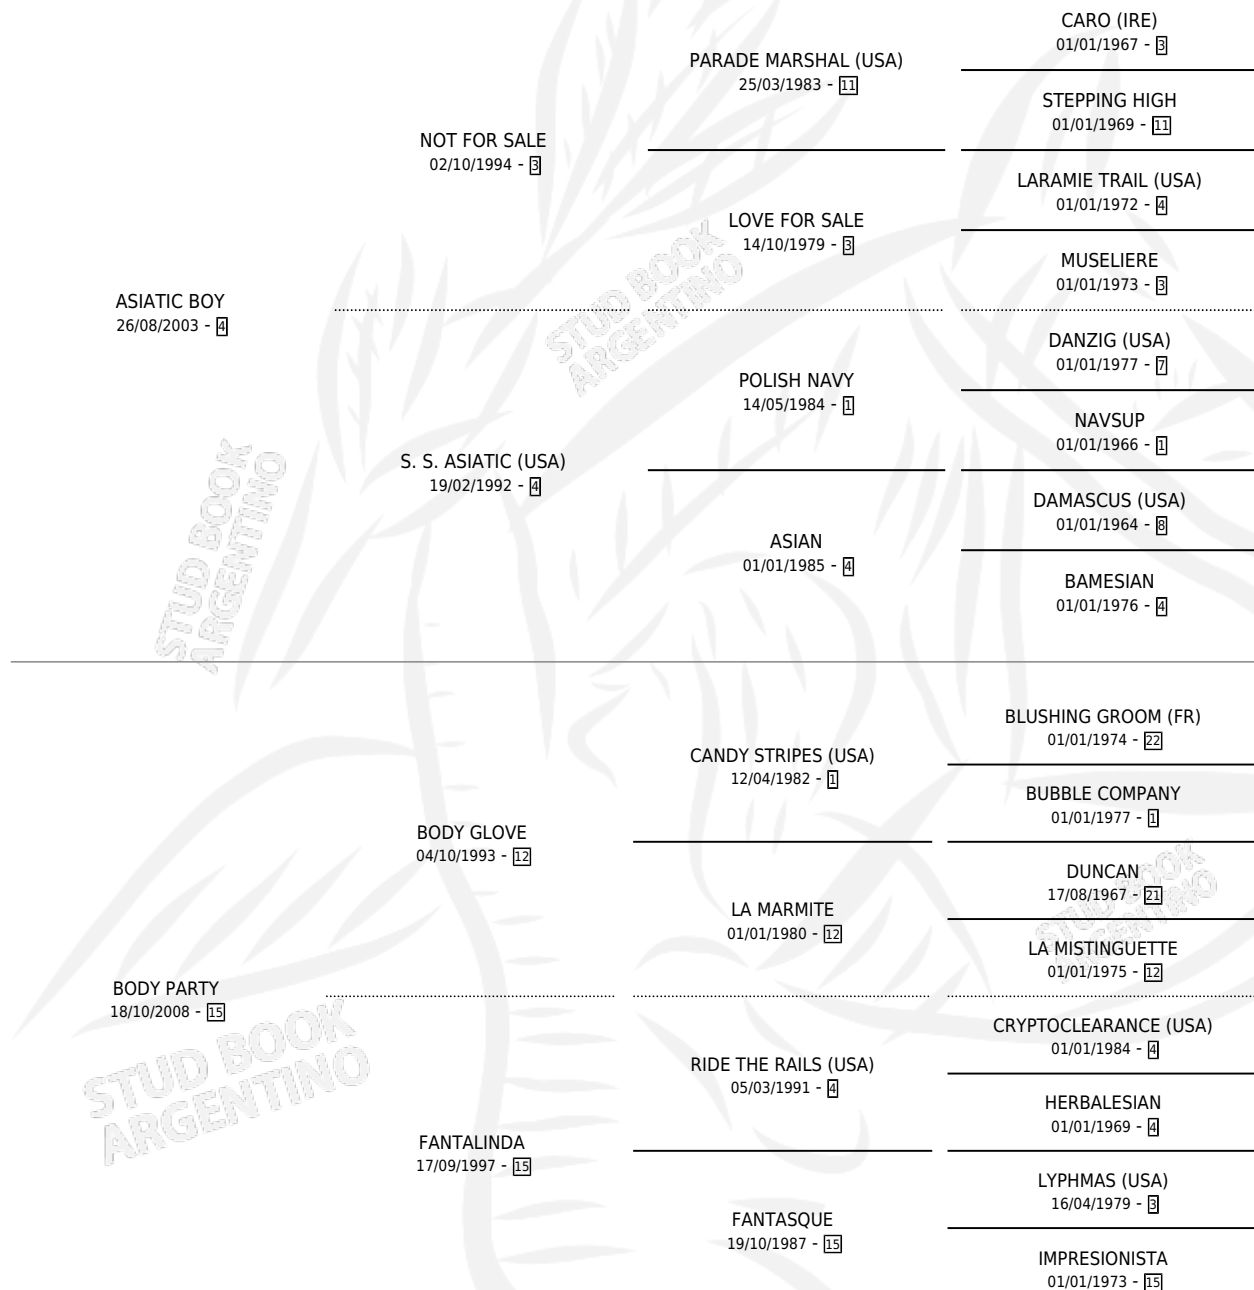 CARO (IRE)
01/01/1967 - 3
PARADE MARSHAL (USA)
25/03/1983 - 11
STEPPING HIGH
01/01/1969 - 11
NOT FOR SALE
02/10/1994 - 3
LARAMIE TRAIL (USA)
01/01/1972 - 4
LOVE FOR SALE
14/10/1979 - 3
MUSELIERE
01/01/1973 - 3
ASIATIC BOY
26/08/2003 - 4
STUD BOOK
ARGENTINO
DANZIG (USA)
01/01/1977 - 7
POLISH NAVY
14/05/1984 - 1
NAVSUP
01/01/1966 - 1
S. S. ASIATIC (USA)
19/02/1992 - 4
DAMASCUS (USA)
01/01/1964 - 8
ASIAN
01/01/1985 - 4
BAMESIAN
01/01/1976 - 4
STUD BOOK
ARGENTINO
BLUSHING GROOM (FR)
01/01/1974 - 22
CANDY STRIPES (USA)
12/04/1982 - 1
BUBBLE COMPANY
01/01/1977 - 1
BODY GLOVE
04/10/1993 - 12
DUNCAN
17/08/1967 - 21
STUD BOOK
ARGENTINO
LA MARMITE
01/01/1980 - 12
LA MISTINGUETTE
01/01/1975 - 12
BODY PARTY
18/10/2008 - 15
STUD BOOK
ARGENTINO
CRYPTOCLEARANCE (USA)
01/01/1984 - 4
RIDE THE RAILS (USA)
05/03/1991 - 4
HERBALESIAN
01/01/1969 - 4
FANTALINDA
17/09/1997 - 15
LYPHMAS (USA)
16/04/1979 - 3
FANTASQUE
19/10/1987 - 15
IMPRESIONISTA
01/01/1973 - 15